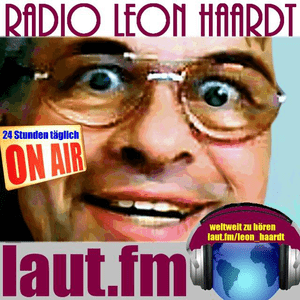 RADIO LEON HAARDT
24 Stunden täglich
ON AIR
weltweit zu hören
laut.fm/leon_haardt
laut.fm